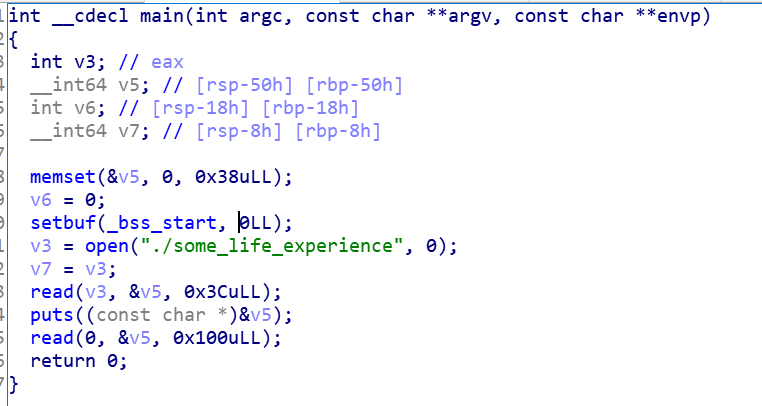 int __cdecl main(int argc, const char **argv, const char **envp)
{
int v3; // eax
__int64 v5; // [rsp-50h] [rbp-50h]
int v6; // [rsp-18h] [rbp-18h]
__int64 v7; // [rsp-8h] [rbp-8h]
memset(&v5, 0, 0x38uLL);
v6 = 0;
setbuf(_bss_start, 0LL);
v3 = open("./some_life_experience", 0);
v7 = v3;
read(v3, &v5, 0x3CuLL);
puts((const char *)&v5);
read(0, &v5, 0x100uLL);
return 0;
}